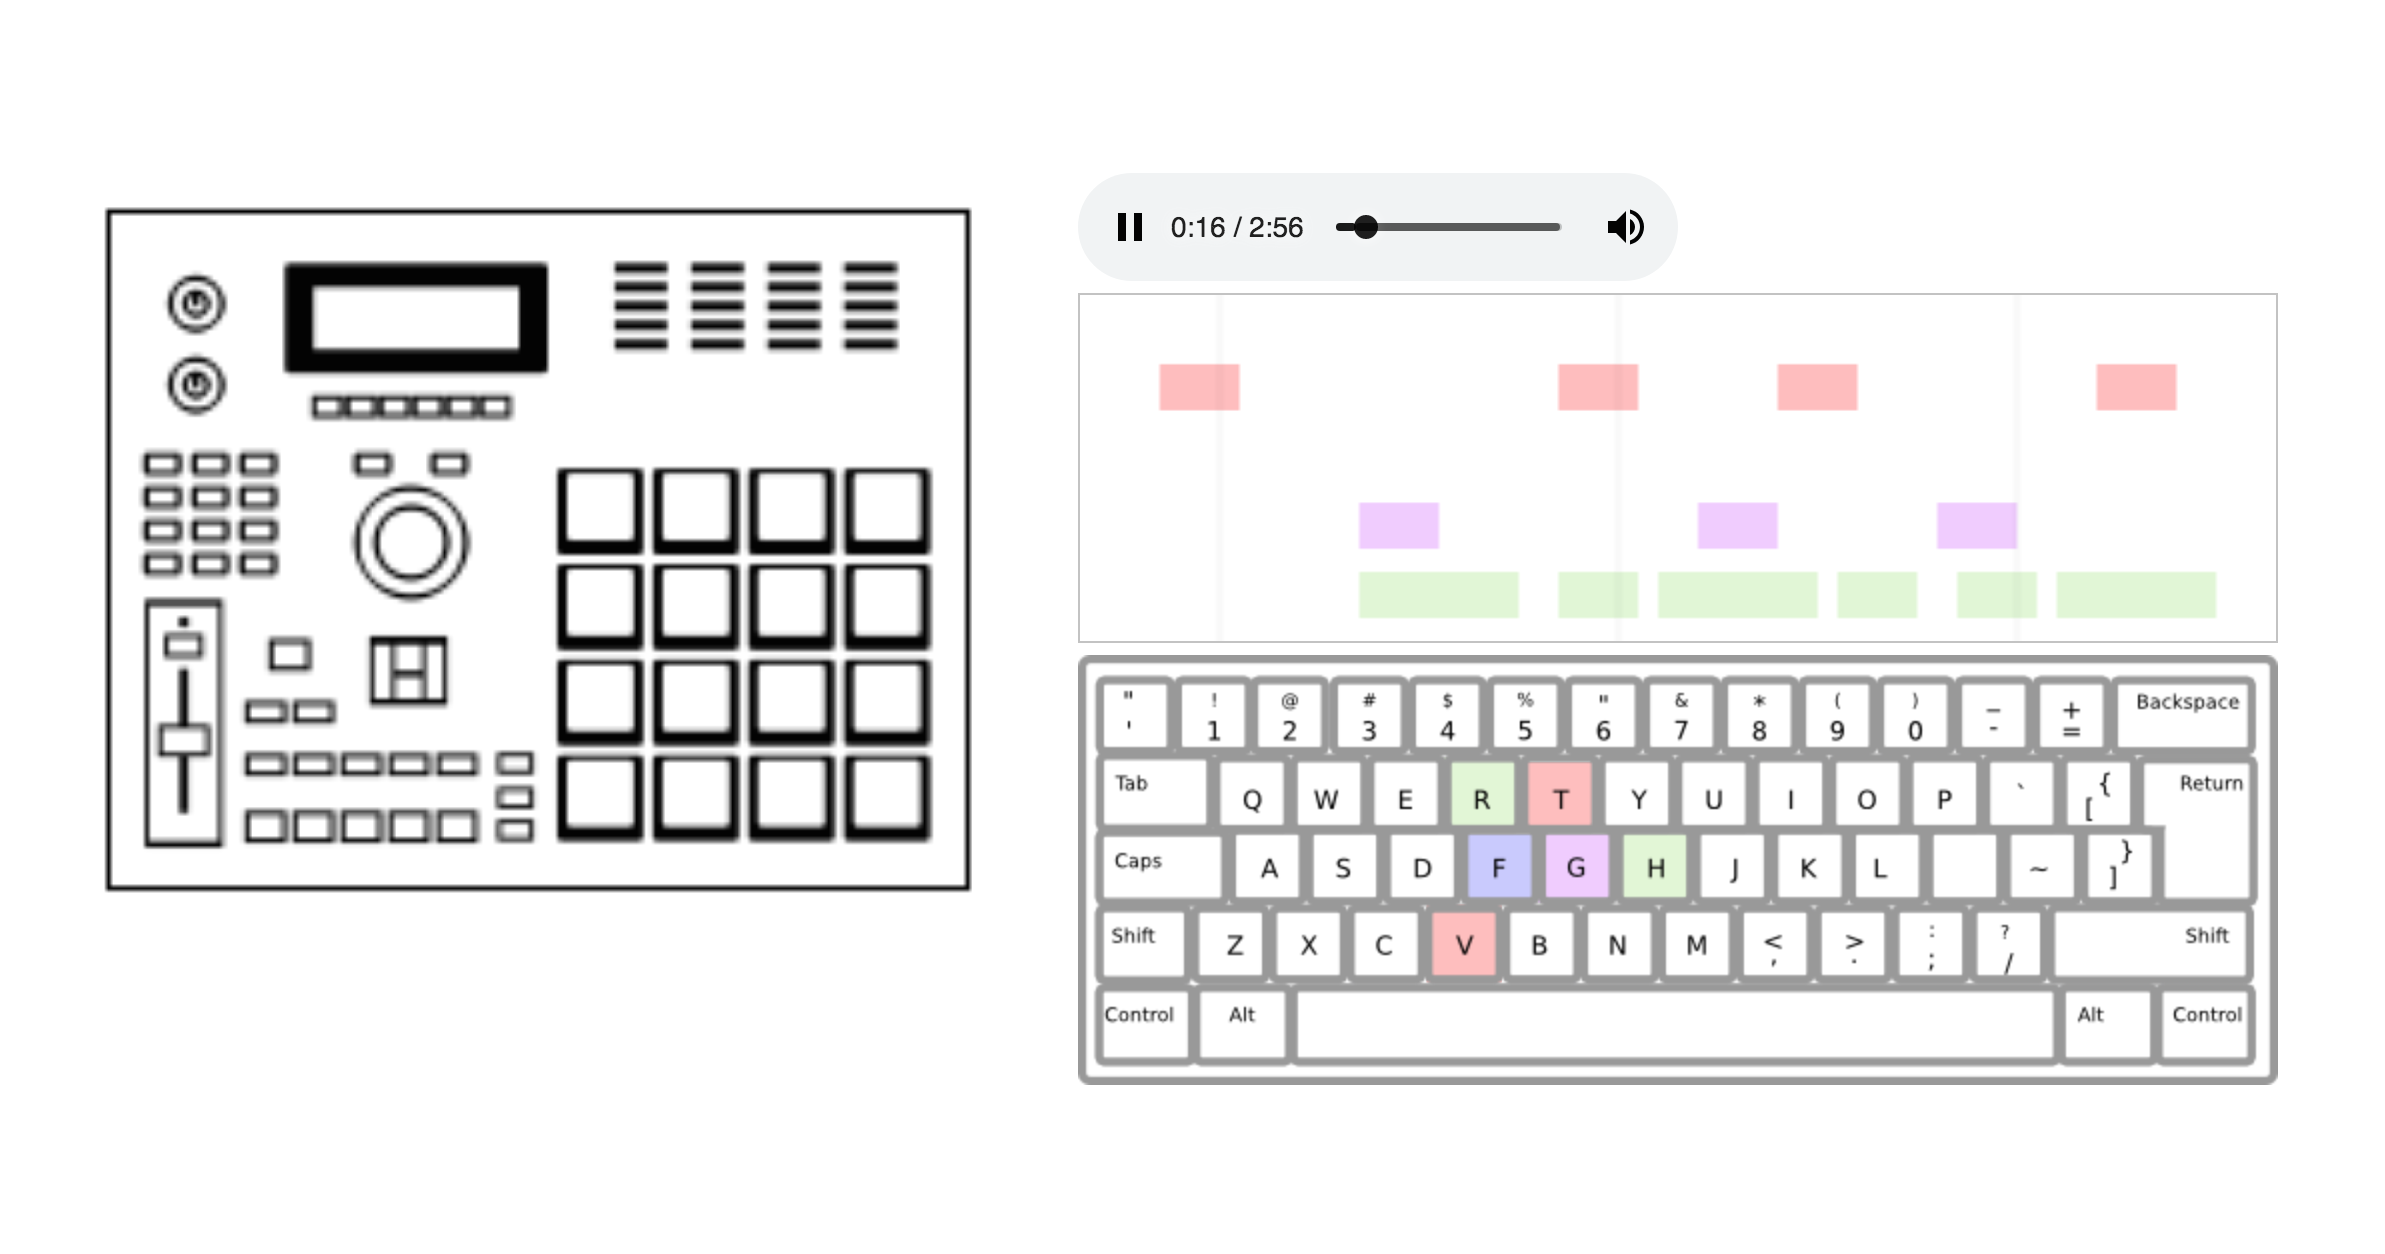 0:16 / 2:56
" ! @ # $ % " & * ( ) _ + Backspace
' 1 2 3 4 5 6 7 8 9 0 - =
Tab Q W E R T Y U I O P ` { [ Return
Caps A S D F G H J K L ~ } ]
Shift Z X C V B N M < , > . : ; ? / Shift
Control Alt Alt Control